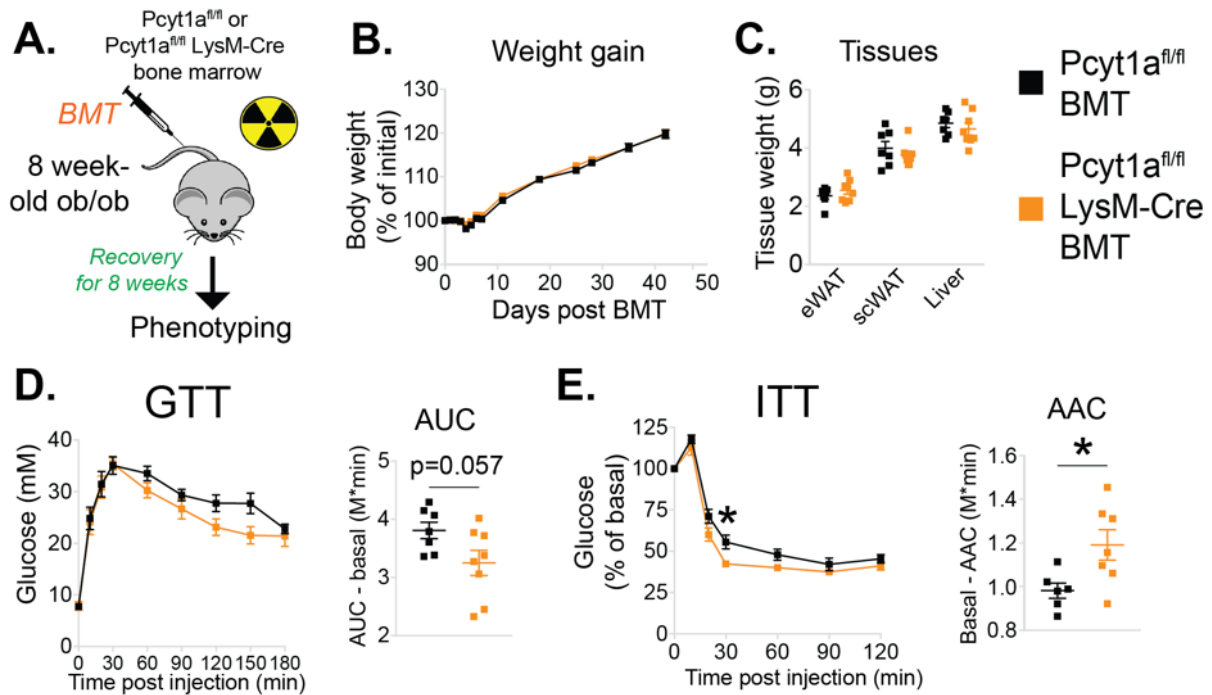 A.
Pcyt1a^fl/fl or
Pcyt1a^fl/fl LysM-Cre
bone marrow
BMT
8 week-
old ob/ob
Recovery
for 8 weeks
Phenotyping
B.
Weight gain
Body weight
(% of initial)
120
110
100
90
0 10 20 30 40 50
Days post BMT
C.
Tissues
Tissue weight (g)
6
4
2
0
eWAT
scWAT
Liver
Pcyt1a^fl/fl
BMT
Pcyt1a^fl/fl
LysM-Cre
BMT
D.
GTT
Glucose (mM)
40
30
20
10
0
0 30 60 90 120 150 180
Time post injection (min)
AUC
p=0.057
AUC - basal (M*min)
5
4
3
2
E.
ITT
Glucose
(% of basal)
125
100
75
50
25
0
*
0 30 60 90 120
Time post injection (min)
AAC
*
Basal - AAC (M*min)
1.6
1.4
1.2
1.0
0.8